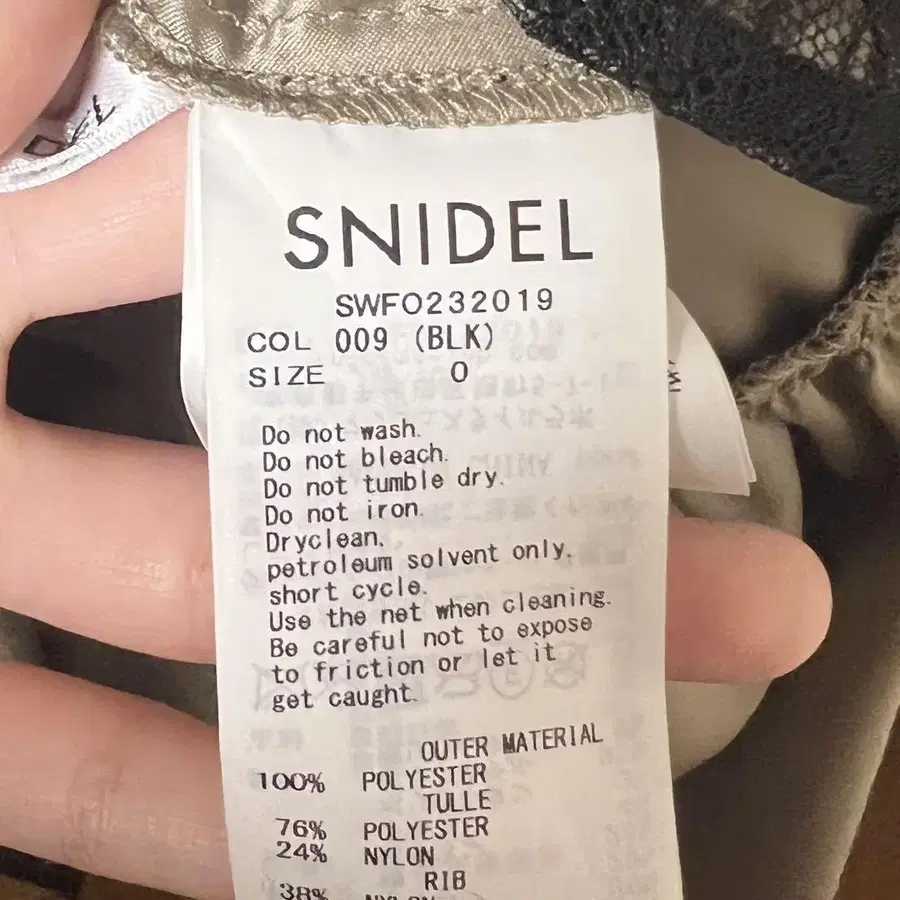 SNIDEL
SWFO232019
COL 009 (BLK)
SIZE 0
Do not wash.
Do not bleach.
Do not tumble dry.
Do not iron.
Dryclean.
petroleum solvent only.
short cycle.
Use the net when cleaning.
Be careful not to expose
to friction or let it
get caught.
OUTER MATERIAL
100% POLYESTER
TULLE
76% POLYESTER
24% NYLON
RIB
38% NYLON